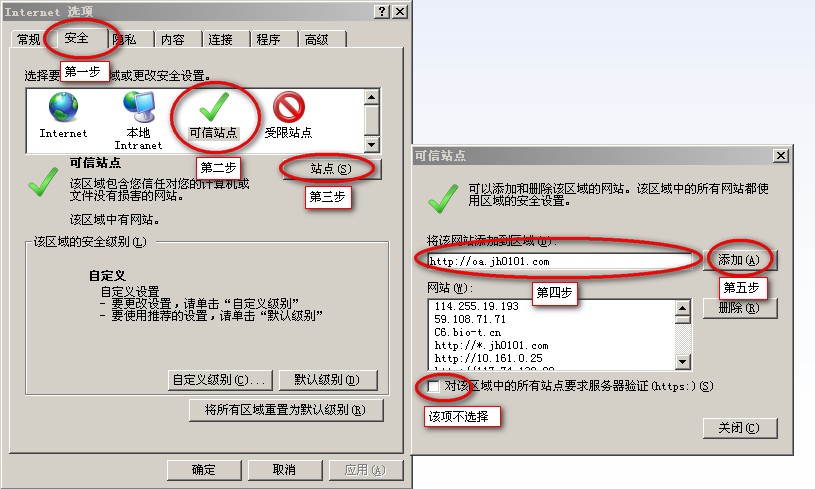 Internet 选项
常规
安全
隐私
内容
连接
程序
高级
第一步
选择要
域或更改安全设置。
Internet
本地
Intranet
可信站点
受限站点
第二步
可信站点
站点(S)
第三步
该区域包含您信任对您的计算机或
文件没有损害的网站。
该区域中有网站。
该区域的安全级别(L)
自定义
自定义设置
- 要更改设置,请单击“自定义级别”
- 要使用推荐的设置,请单击“默认级别”
自定义级别(C)...
默认级别(D)
将所有区域重置为默认级别(R)
确定
取消
应用(A)
可信站点
可以添加和删除该区域的网站。该区域中的所有网站都使
用区域的安全设置。
将该网站添加到区域(D):
http://oa.jh0101.com
添加(A)
第四步
第五步
网站(W):
删除(R)
114.255.19.193
59.108.71.71
C6.bio-t.cn
http://*.jh0101.com
http://10.161.0.25
对该区域中的所有站点要求服务器验证(https:)(S)
该项不选择
关闭(C)